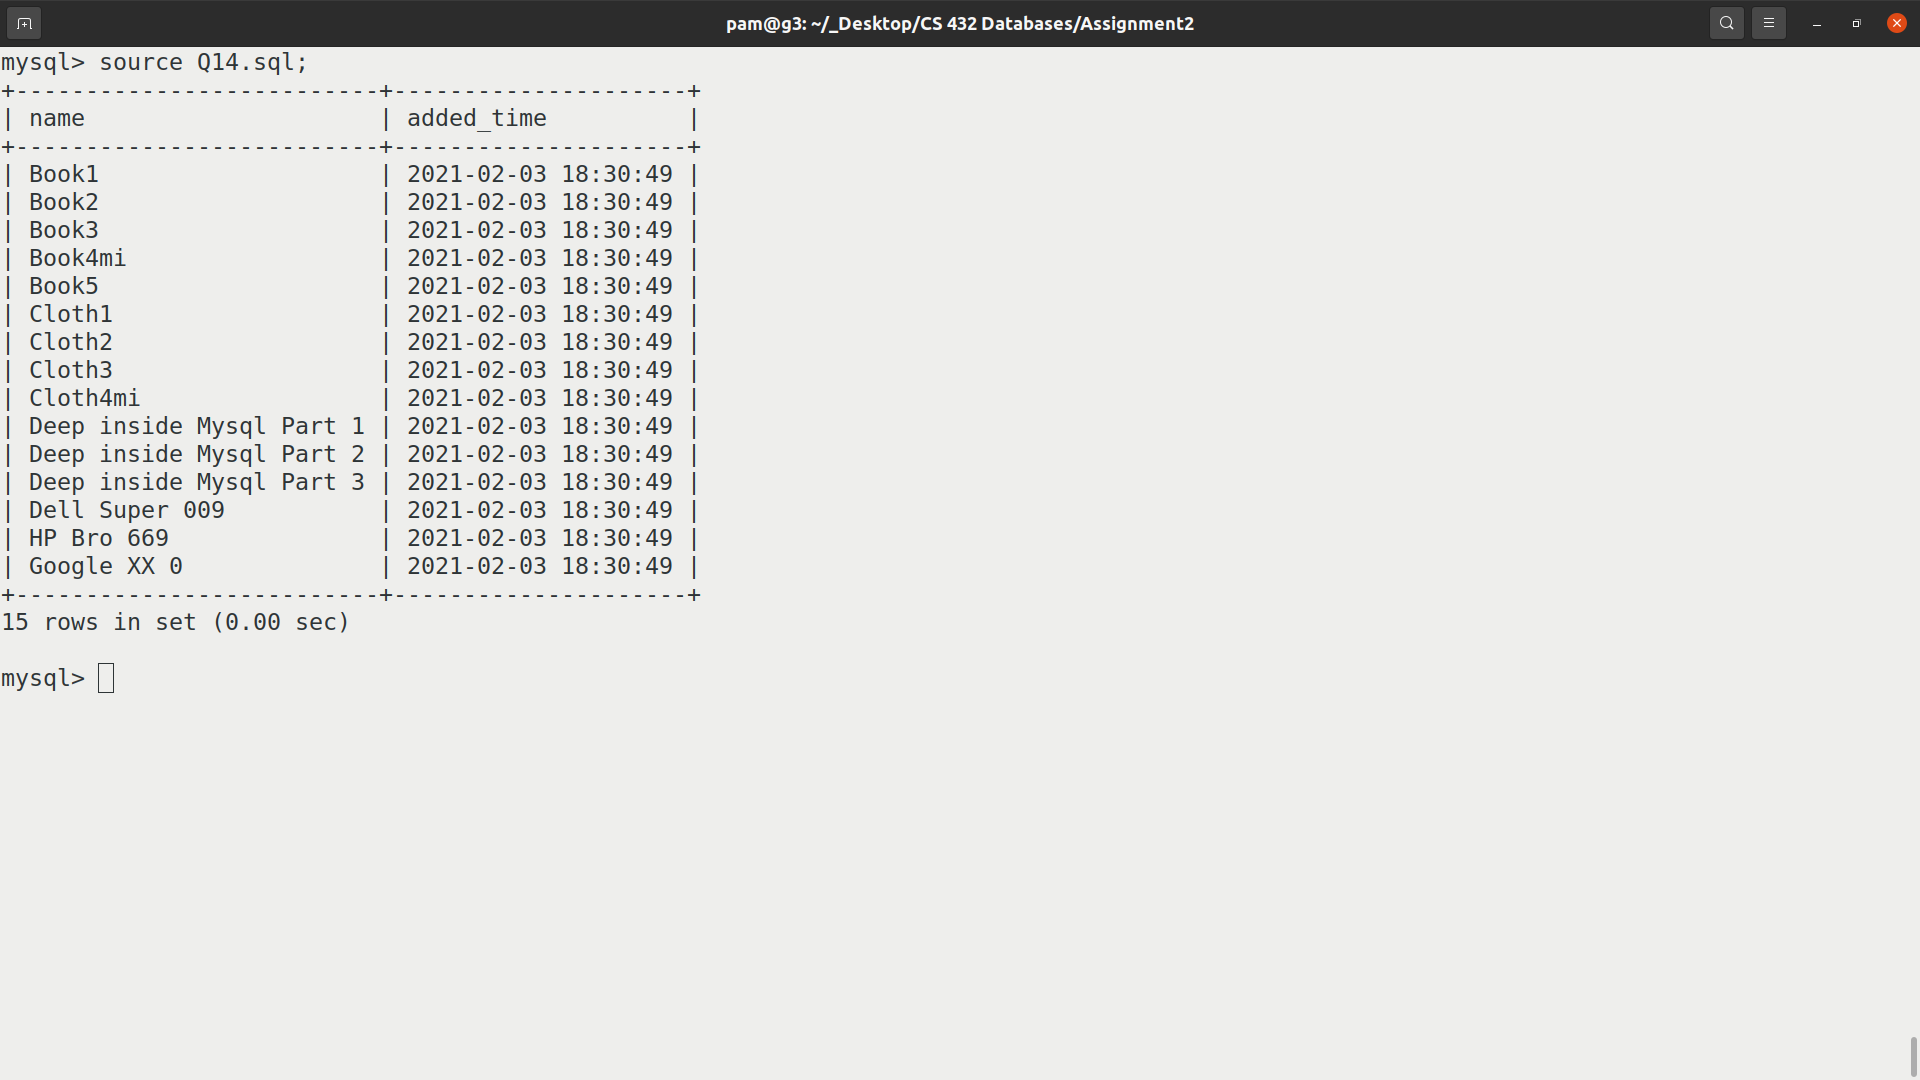 pam@g3: ~/_Desktop/CS 432 Databases/Assignment2
mysql> source Q14.sql;
+--------------------------+---------------------+
| name                     | added_time          |
+--------------------------+---------------------+
| Book1                    | 2021-02-03 18:30:49 |
| Book2                    | 2021-02-03 18:30:49 |
| Book3                    | 2021-02-03 18:30:49 |
| Book4mi                  | 2021-02-03 18:30:49 |
| Book5                    | 2021-02-03 18:30:49 |
| Cloth1                   | 2021-02-03 18:30:49 |
| Cloth2                   | 2021-02-03 18:30:49 |
| Cloth3                   | 2021-02-03 18:30:49 |
| Cloth4mi                 | 2021-02-03 18:30:49 |
| Deep inside Mysql Part 1 | 2021-02-03 18:30:49 |
| Deep inside Mysql Part 2 | 2021-02-03 18:30:49 |
| Deep inside Mysql Part 3 | 2021-02-03 18:30:49 |
| Dell Super 009           | 2021-02-03 18:30:49 |
| HP Bro 669               | 2021-02-03 18:30:49 |
| Google XX 0              | 2021-02-03 18:30:49 |
+--------------------------+---------------------+
15 rows in set (0.00 sec)
mysql>